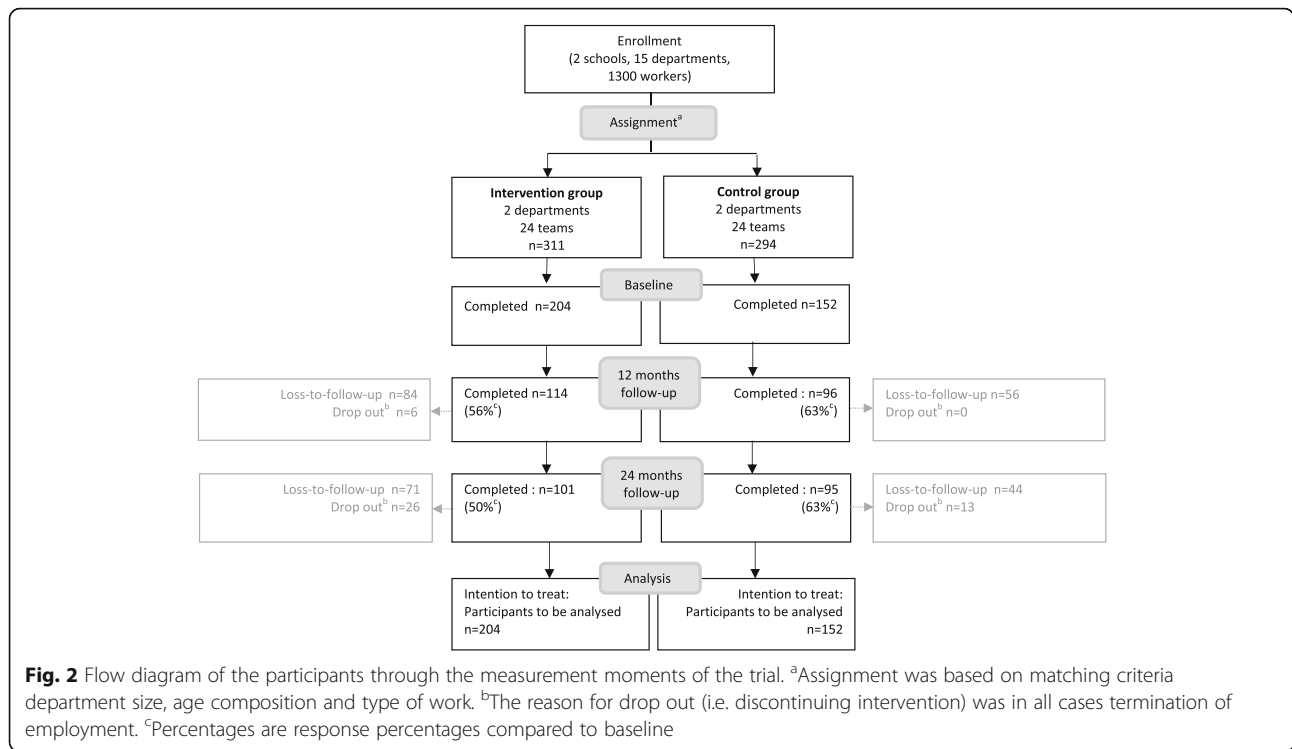 Enrollment
(2 schools, 15 departments,
1300 workers)
Assignmentᵃ
Intervention group
2 departments
24 teams
n=311
Control group
2 departments
24 teams
n=294
Baseline
Completed n=204
Completed n=152
12 months
follow-up
Loss-to-follow-up n=84
Drop outᵇ n=6
Completed n=114
(56%ᶜ)
Completed : n=96
(63%ᶜ)
Loss-to-follow-up n=56
Drop outᵇ n=0
24 months
follow-up
Loss-to-follow-up n=71
Drop outᵇ n=26
Completed : n=101
(50%ᶜ)
Completed : n=95
(63%ᶜ)
Loss-to-follow-up n=44
Drop outᵇ n=13
Analysis
Intention to treat:
Participants to be analysed
n=204
Intention to treat:
Participants to be analysed
n=152
Fig. 2 Flow diagram of the participants through the measurement moments of the trial. ᵃAssignment was based on matching criteria
department size, age composition and type of work. ᵇThe reason for drop out (i.e. discontinuing intervention) was in all cases termination of
employment. ᶜPercentages are response percentages compared to baseline